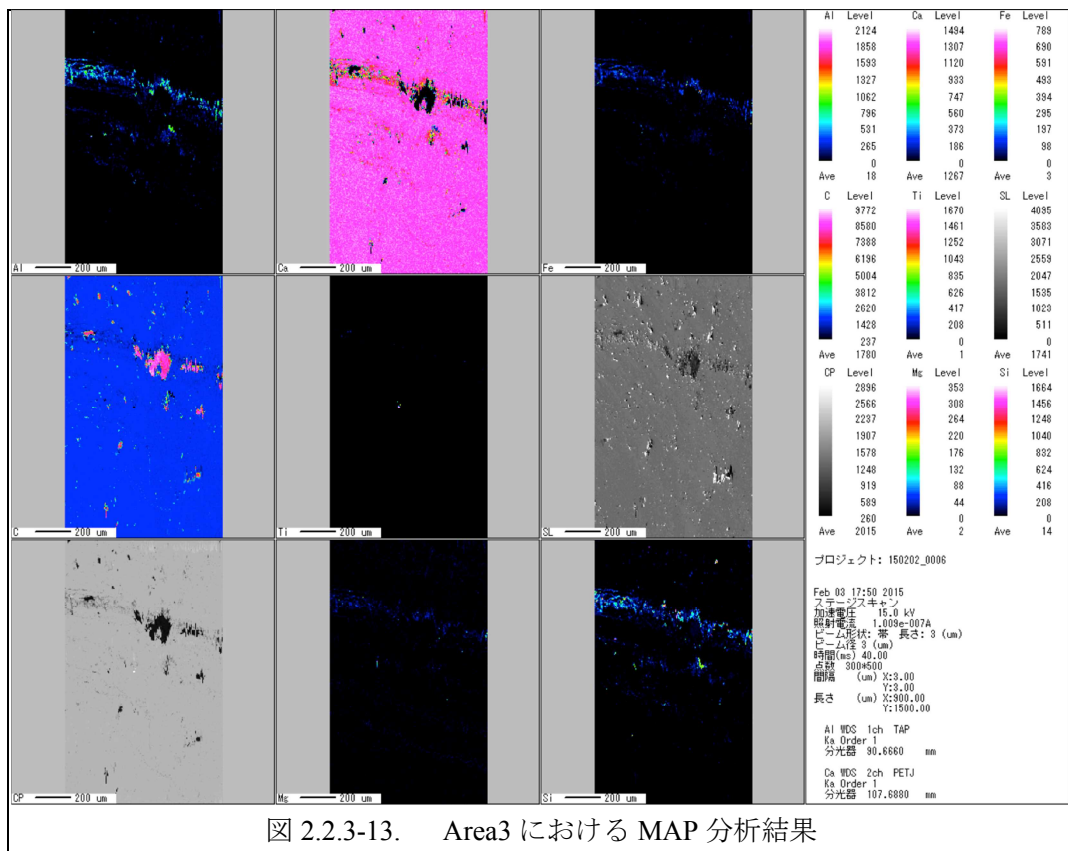 Al 200 um
Ca 200 um
Fe 200 um
C 200 um
Ti 200 um
SL 200 um
CP 200 um
Mg 200 um
Si 200 um
Al Level Ca Level Fe Level
2124 1494 789
1858 1307 690
1593 1120 591
1327 933 493
1062 747 394
796 560 295
531 373 197
265 186 98
0 0 0
Ave 18 Ave 1267 Ave 3
C Level Ti Level SL Level
9772 1670 4095
8580 1461 3583
7388 1252 3071
6196 1043 2559
5004 835 2047
3812 626 1535
2620 417 1023
1428 208 511
237 0 0
Ave 1780 Ave 1 Ave 1741
CP Level Mg Level Si Level
2896 353 1664
2566 308 1456
2237 264 1248
1907 220 1040
1578 176 832
1248 132 624
919 88 416
589 44 208
260 0 0
Ave 2015 Ave 2 Ave 14
プロジェクト: 150202_0006
Feb 03 17:50 2015
ステージスキャン
加速電圧 15.0 kV
照射電流 1.009e-007A
ビーム形状: 帯 長さ: 3 (um)
ビーム径 3 (um)
時間(ms) 40.00
点数 300*500
間隔 (um) X:3.00
Y:3.00
長さ (um) X:900.00
Y:1500.00
Al WDS 1ch TAP
Ka Order 1
分光器 90.6660 mm
Ca WDS 2ch PETJ
Ka Order 1
分光器 107.6880 mm
図 2.2.3-13. Area3 における MAP 分析結果